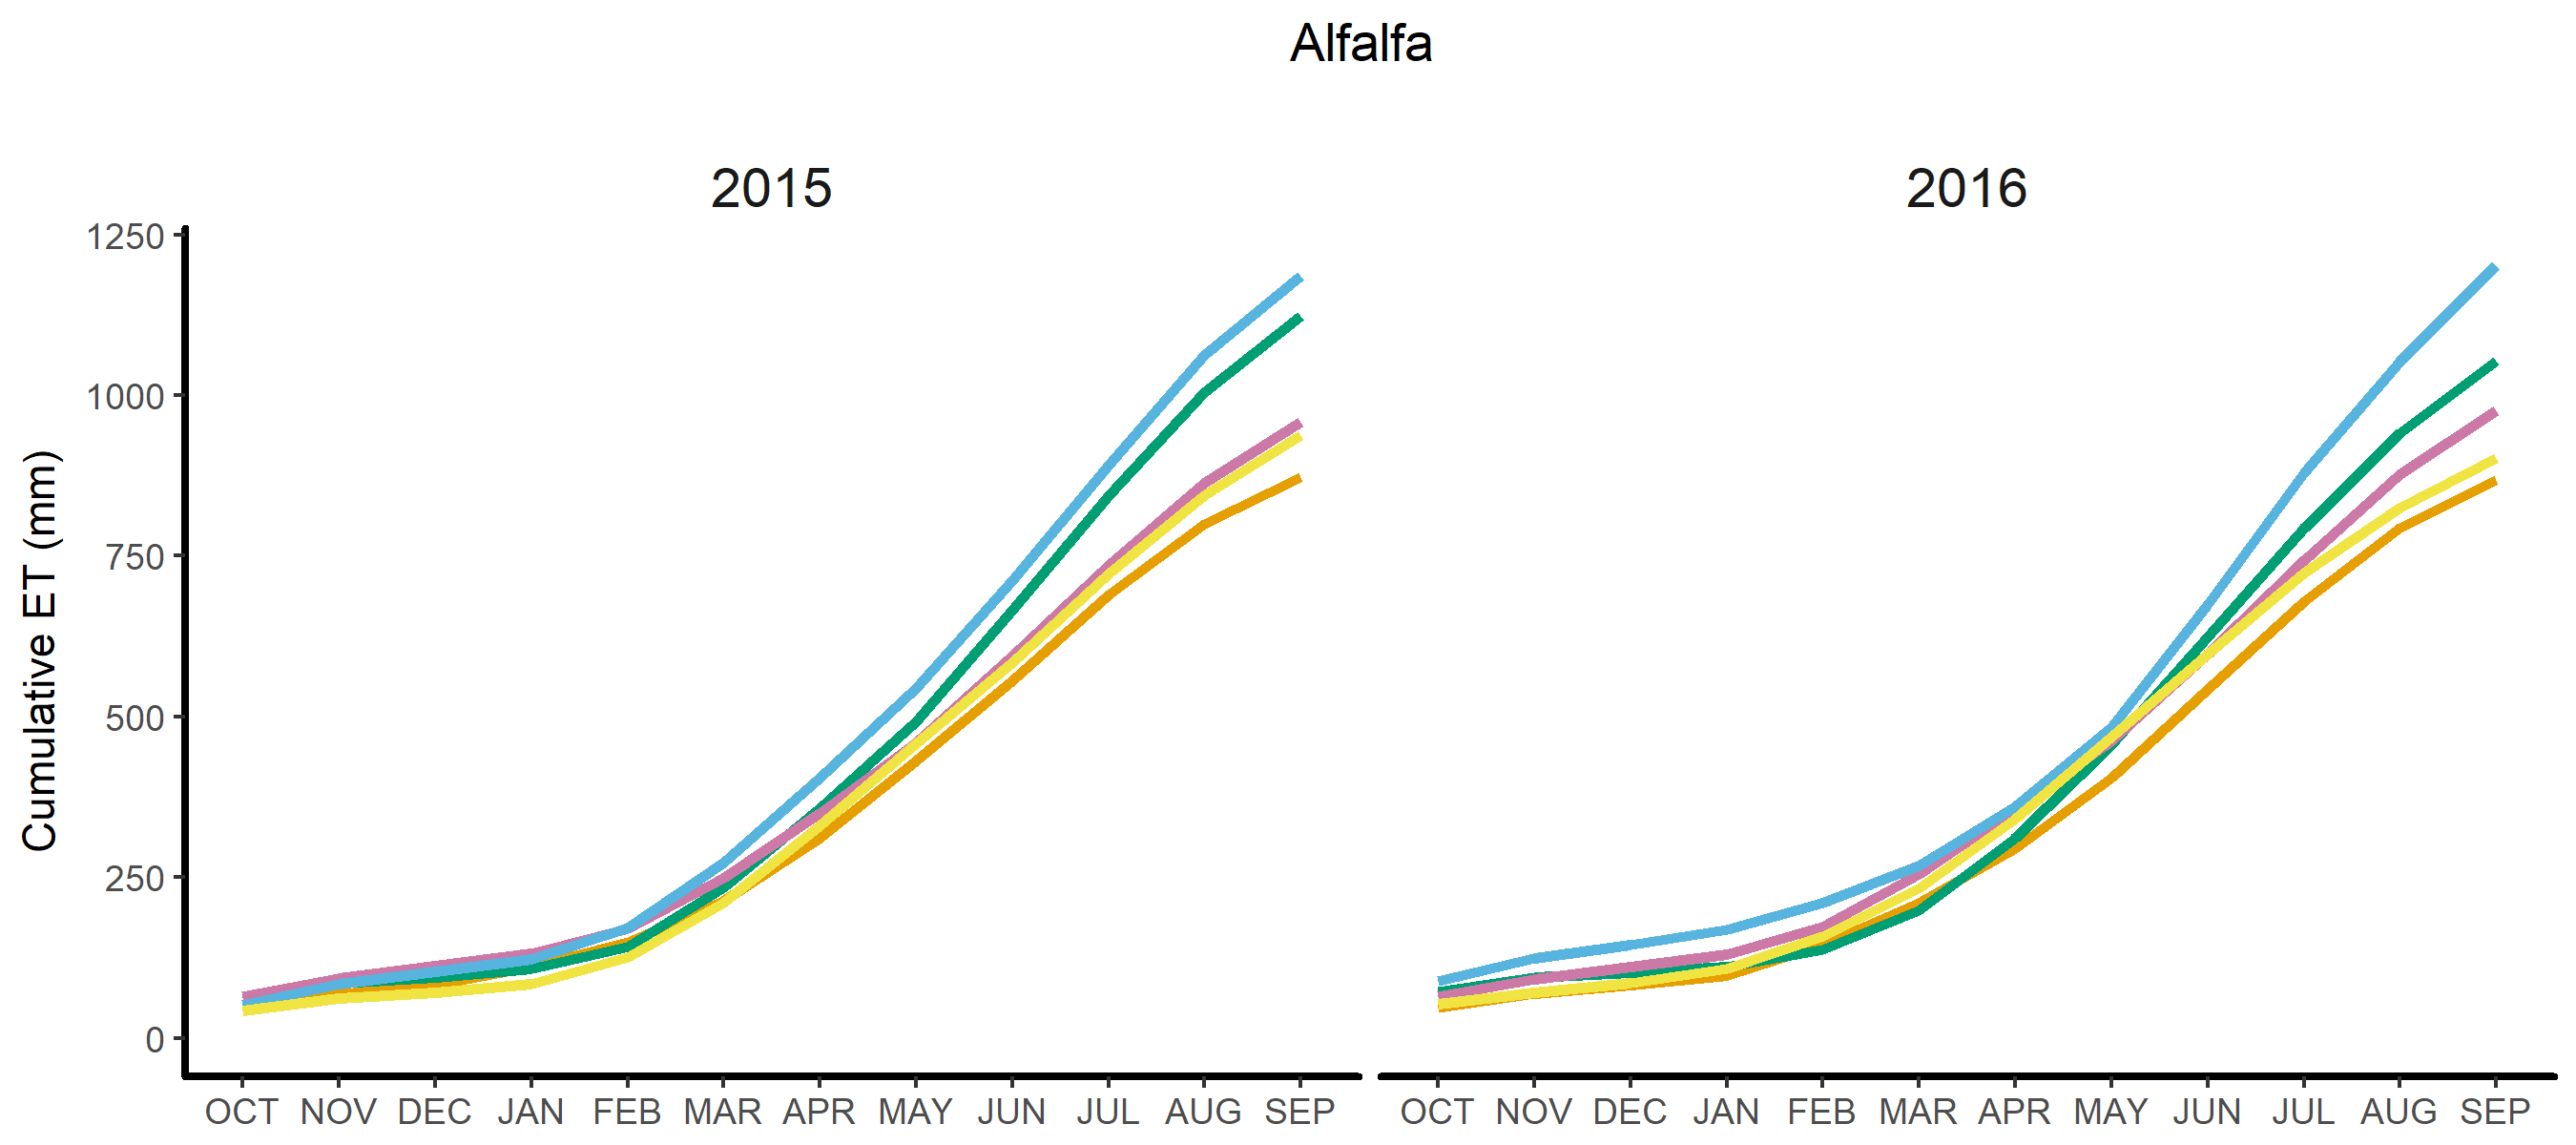 Alfalfa
2015 2016
Cumulative ET (mm)
1250
1000
750
500
250
0
OCT NOV DEC JAN FEB MAR APR MAY JUN JUL AUG SEP OCT NOV DEC JAN FEB MAR APR MAY JUN JUL AUG SEP